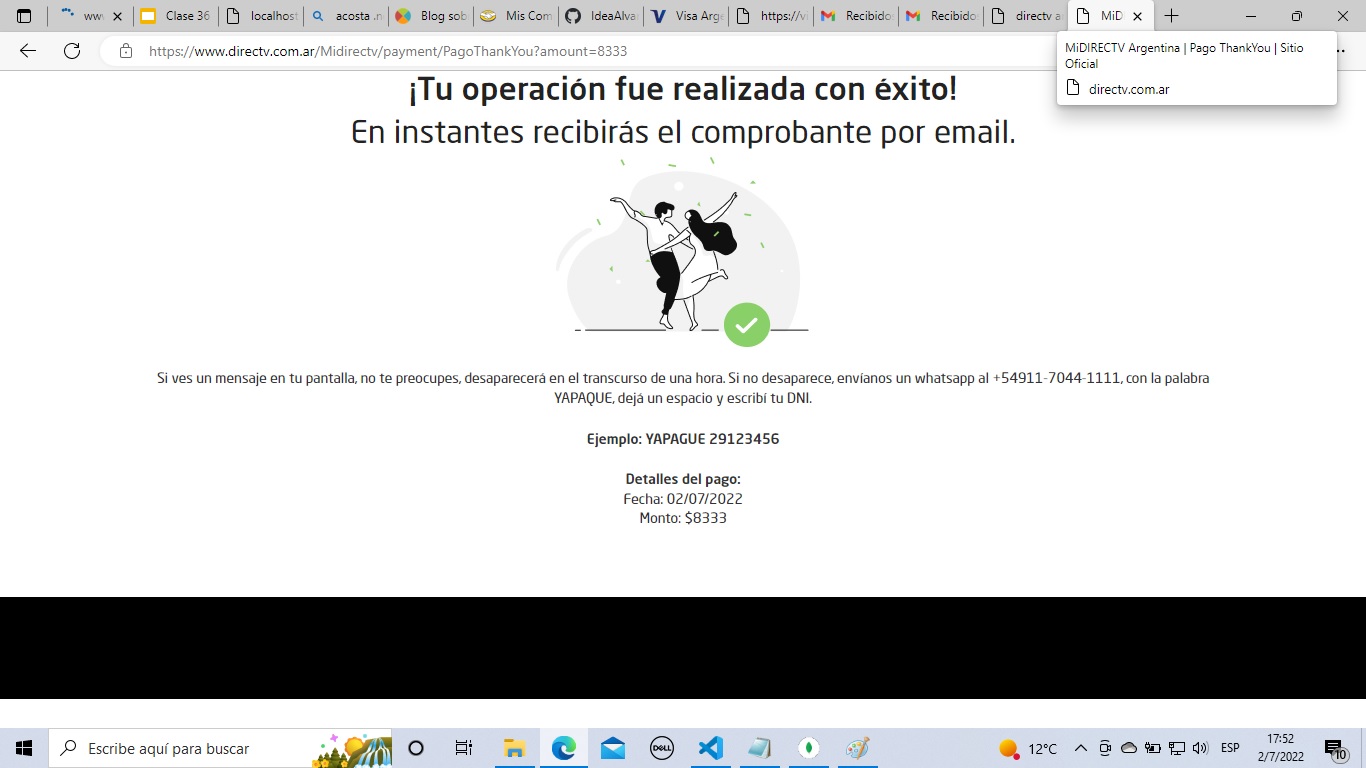 www
Clase 36
localhost
acosta .n
Blog sob
Mis Com
IdeaAlva
Visa Arge
https://vi
Recibido
Recibido
directv a
MiD
https://www.directv.com.ar/Midirectv/payment/PagoThankYou?amount=8333
MiDIRECTV Argentina | Pago ThankYou | Sitio
Oficial
directv.com.ar
¡Tu operación fue realizada con éxito!
En instantes recibirás el comprobante por email.
Si ves un mensaje en tu pantalla, no te preocupes, desaparecerá en el transcurso de una hora. Si no desaparece, envíanos un whatsapp al +54911-7044-1111, con la palabra
YAPAQUE, dejá un espacio y escribí tu DNI.
Ejemplo: YAPAGUE 29123456
Detalles del pago:
Fecha: 02/07/2022
Monto: $8333
Escribe aquí para buscar
DELL
12°C
ESP
17:52
2/7/2022
10